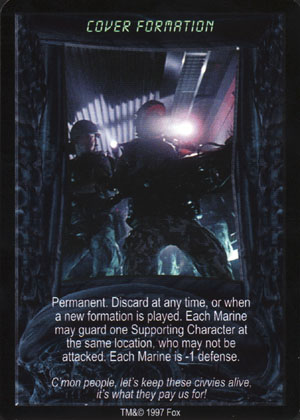 COVER FORMATION
Permanent. Discard at any time, or when
a new formation is played. Each Marine
may guard one Supporting Character at
the same location, who may not be
attacked. Each Marine is -1 defense.
C'mon people, let's keep these civvies alive,
it's what they pay us for!
TM&© 1997 Fox